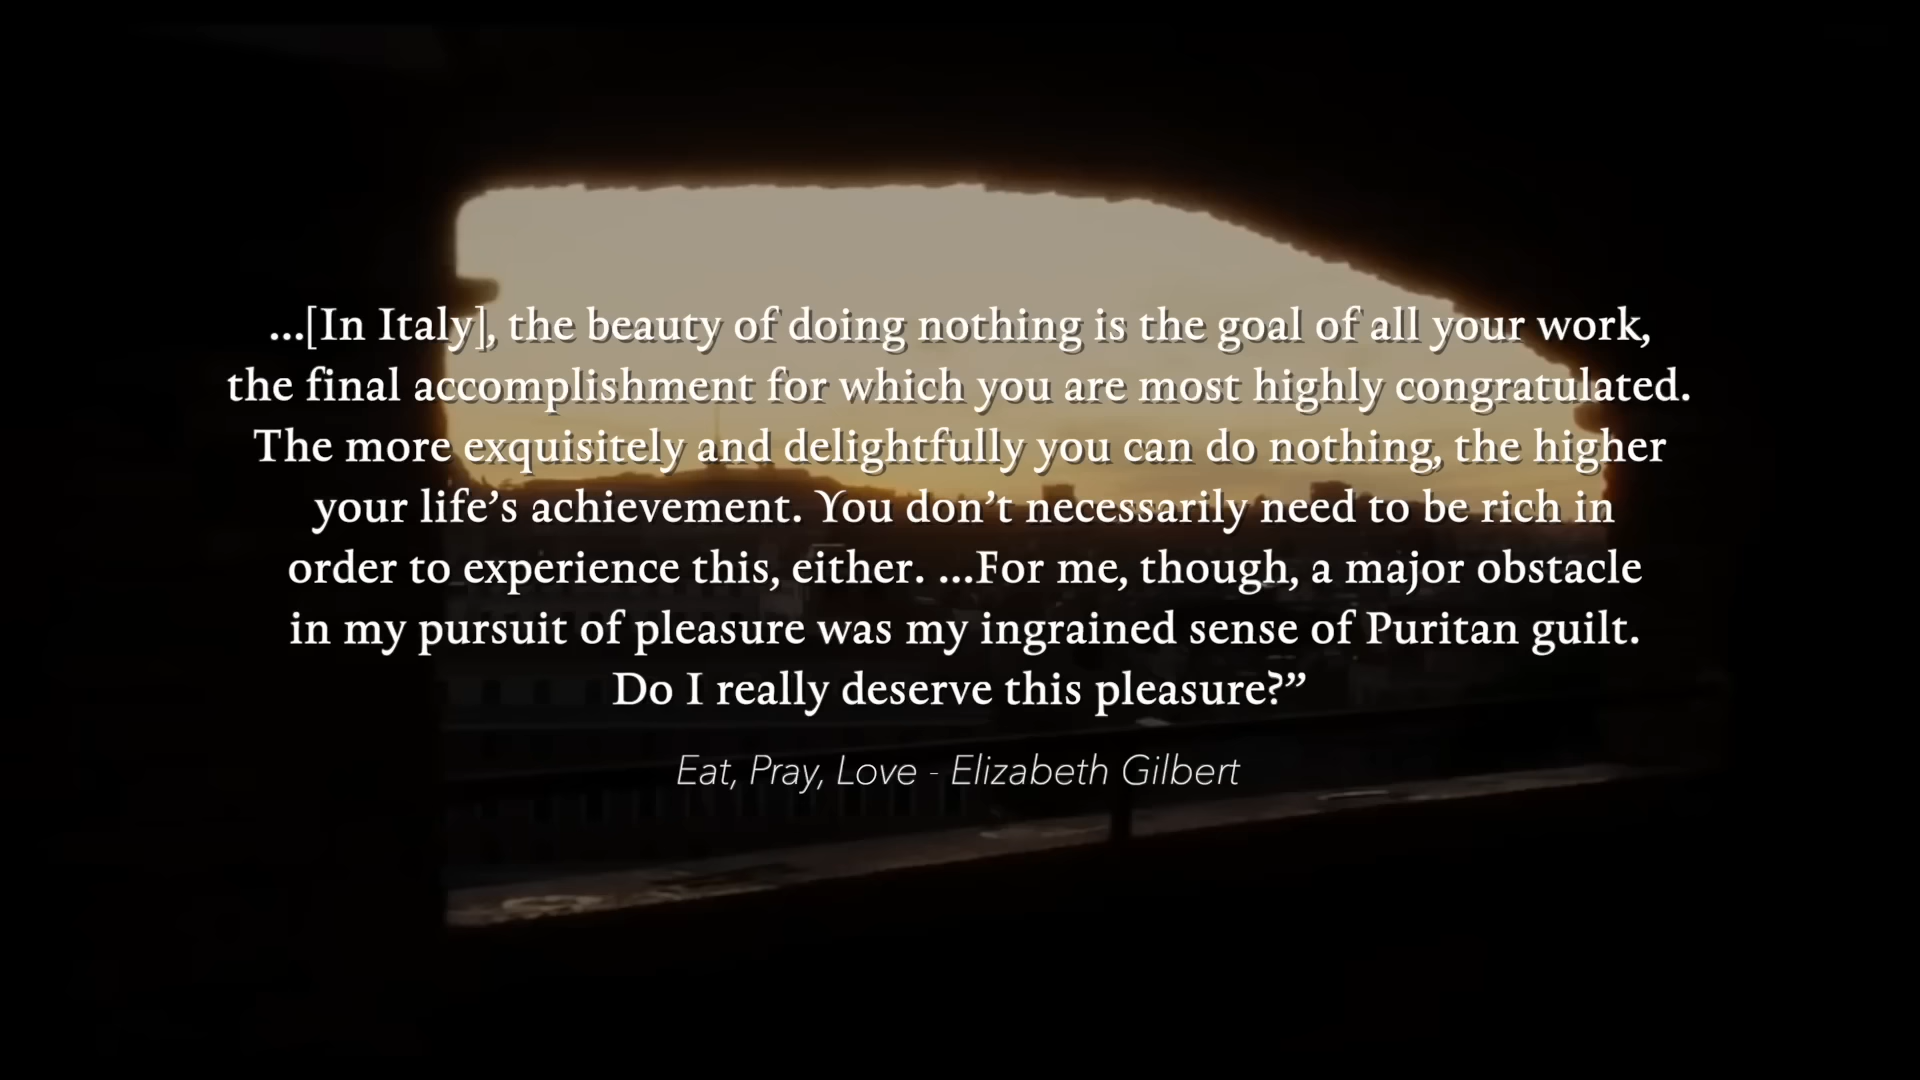 ...[In Italy], the beauty of doing nothing is the goal of all your work,
the final accomplishment for which you are most highly congratulated.
The more exquisitely and delightfully you can do nothing, the higher
your life’s achievement. You don’t necessarily need to be rich in
order to experience this, either. ...For me, though, a major obstacle
in my pursuit of pleasure was my ingrained sense of Puritan guilt.
Do I really deserve this pleasure?”
Eat, Pray, Love - Elizabeth Gilbert